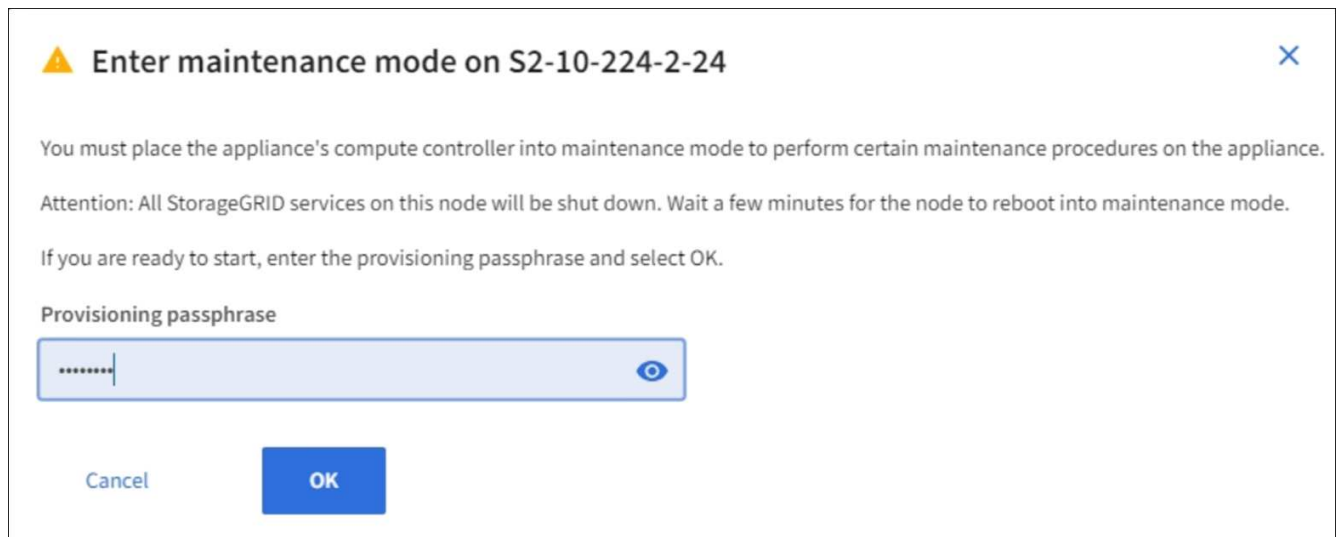 Enter maintenance mode on S2-10-224-2-24
You must place the appliance's compute controller into maintenance mode to perform certain maintenance procedures on the appliance.
Attention: All StorageGRID services on this node will be shut down. Wait a few minutes for the node to reboot into maintenance mode.
If you are ready to start, enter the provisioning passphrase and select OK.
Provisioning passphrase
••••••••
Cancel
OK